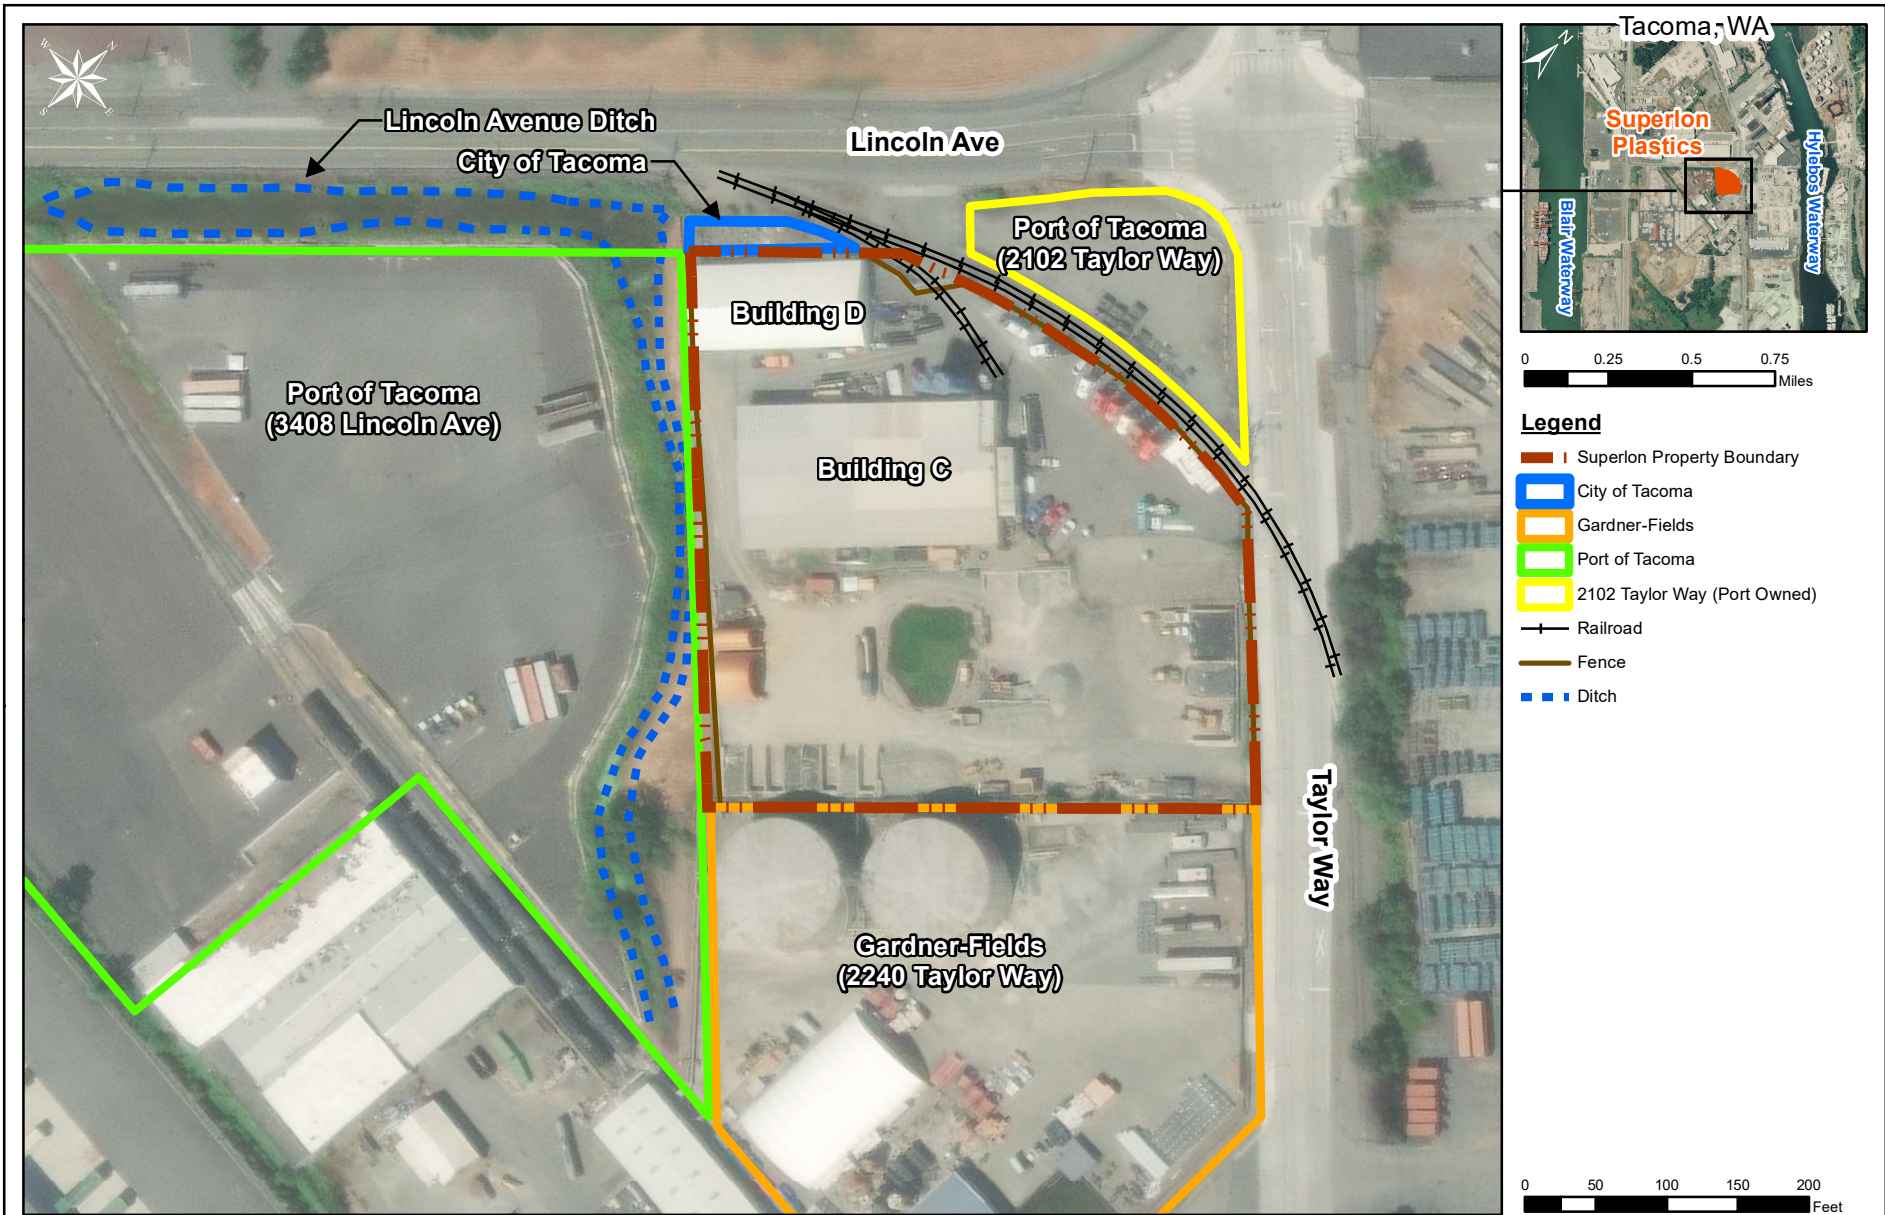 W
N
S
E
Lincoln Avenue Ditch
City of Tacoma
Lincoln Ave
Port of Tacoma
(2102 Taylor Way)
Building D
Port of Tacoma
(3408 Lincoln Ave)
Building C
Taylor Way
Gardner-Fields
(2240 Taylor Way)
Tacoma, WA
N
Superlon
Plastics
Blair Waterway
Hylebos Waterway
0 0.25 0.5 0.75
Miles
Legend
Superlon Property Boundary
City of Tacoma
Gardner-Fields
Port of Tacoma
2102 Taylor Way (Port Owned)
Railroad
Fence
Ditch
0 50 100 150 200
Feet